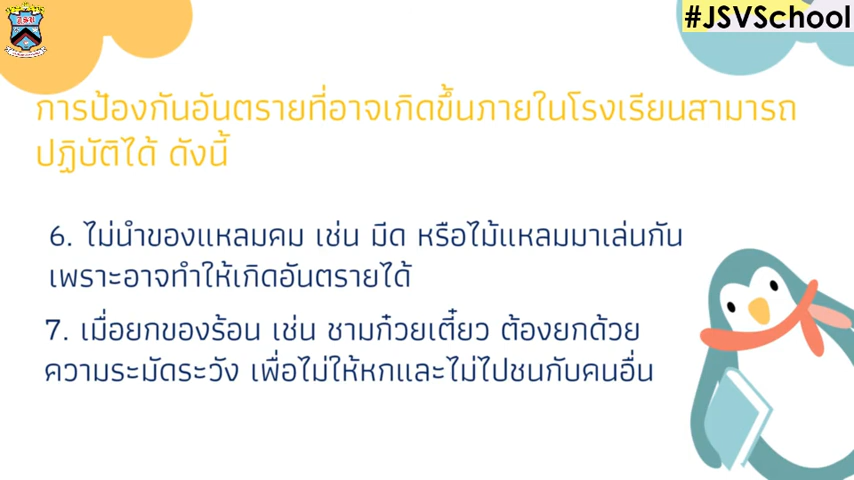 #JSVSchool
การป้องกันอันตรายที่อาจเกิดขึ้นภายในโรงเรียนสามารถ
ปฏิบัติได้ ดังนี้
6. ไม่นำของแหลมคม เช่น มีด หรือไม้แหลมมาเล่นกัน
เพราะอาจทำให้เกิดอันตรายได้
7. เมื่อยกของร้อน เช่น ชามก๋วยเตี๋ยว ต้องยกด้วย
ความระมัดระวัง เพื่อไม่ให้หกและไม่ไปชนกับคนอื่น